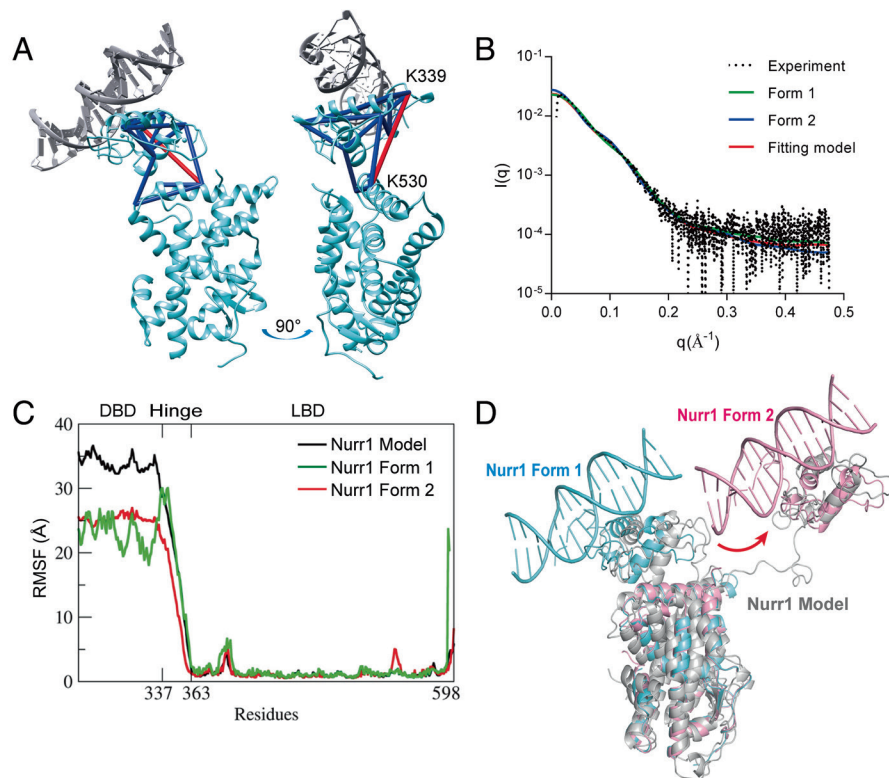 A
K339
K530
90°
B
10⁻¹
10⁻²
10⁻³
10⁻⁴
10⁻⁵
I(q)
Experiment
Form 1
Form 2
Fitting model
0.0 0.1 0.2 0.3 0.4 0.5
q(Å⁻¹)
C
DBD Hinge LBD
40
30
20
10
0
RMSF (Å)
Nurr1 Model
Nurr1 Form 1
Nurr1 Form 2
337 363 598
Residues
D
Nurr1 Form 2
Nurr1 Form 1
Nurr1 Model